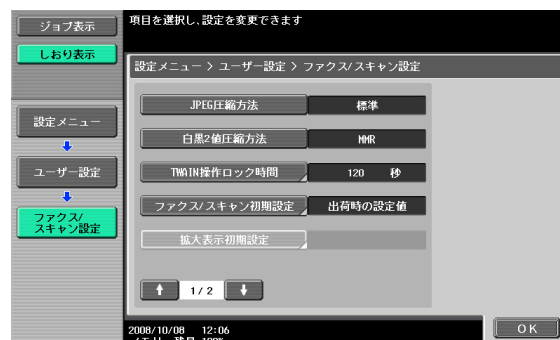 ジョブ表示
項目を選択し、設定を変更できます
しおり表示
設定メニュー > ユーザー設定 > ファクス/スキャン設定
設定メニュー
ユーザー設定
ファクス/
スキャン設定
JPEG圧縮方法 標準
白黒2値圧縮方法 MMR
TWAIN操作ロック時間 120 秒
ファクス/スキャン初期設定 出荷時の設定値
拡大表示初期設定
1/2
2008/10/08 12:06
メモリー残量 100%
OK